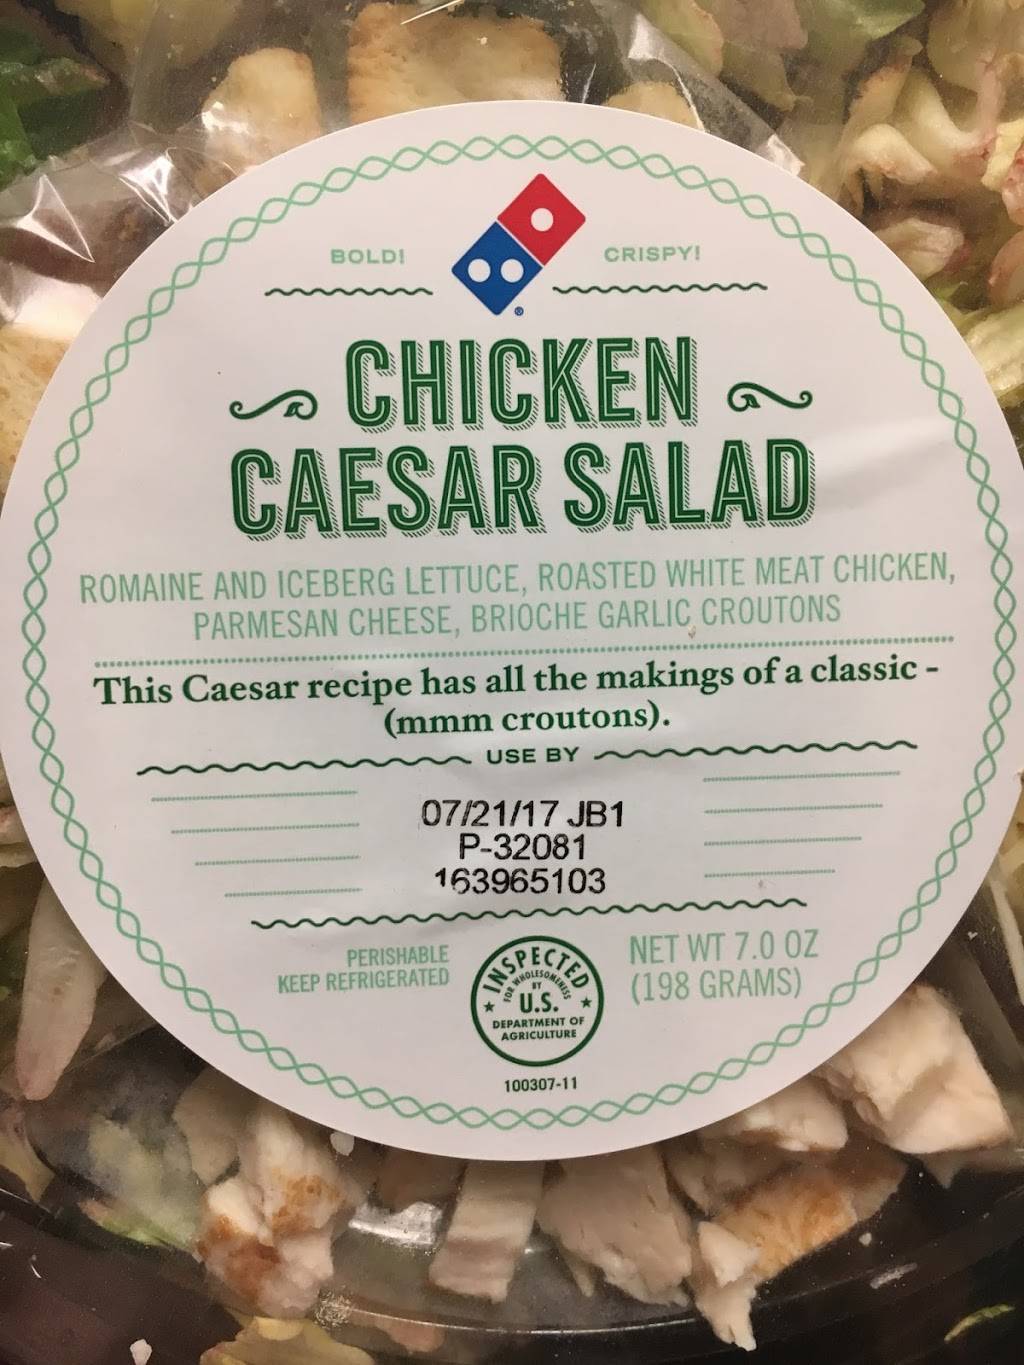 BOLD!
CRISPY!
®
CHICKEN
CAESAR SALAD
ROMAINE AND ICEBERG LETTUCE, ROASTED WHITE MEAT CHICKEN,
PARMESAN CHEESE, BRIOCHE GARLIC CROUTONS
This Caesar recipe has all the makings of a classic -
(mmm croutons).
USE BY
07/21/17 JB1
P-32081
163965103
PERISHABLE
KEEP REFRIGERATED
INSPECTED
FOR WHOLESOMENESS
BY
U.S.
DEPARTMENT OF
AGRICULTURE
NET WT 7.0 OZ
(198 GRAMS)
100307-11